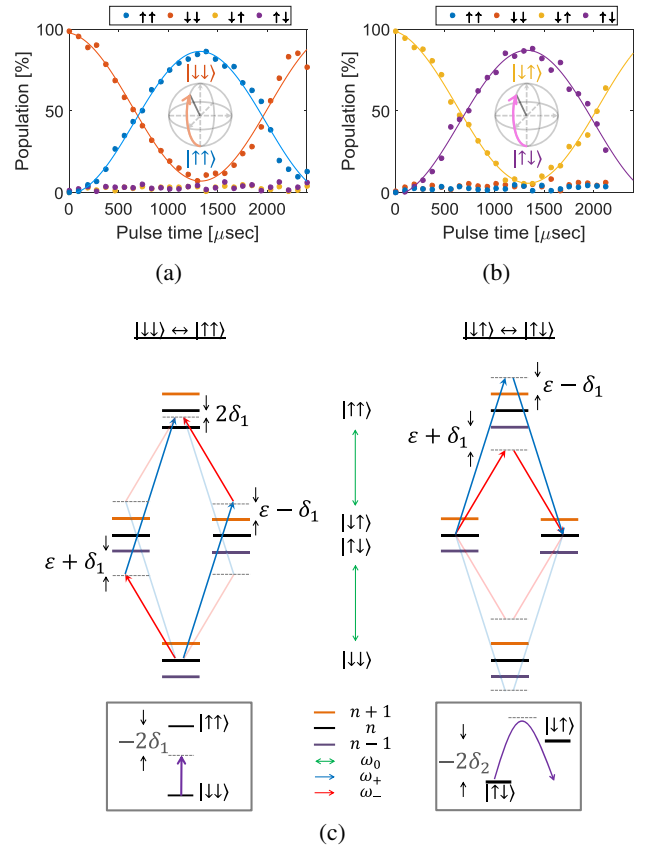 ↑↑ ↓↓ ↓↑ ↑↓
↑↑ ↓↓ ↓↑ ↑↓
Population [%]
100
50
0
|↓↓⟩
|↑↑⟩
0 500 1000 1500 2000
Pulse time [μsec]
(a)
Population [%]
100
50
0
|↓↑⟩
|↑↓⟩
0 500 1000 1500 2000
Pulse time [μsec]
(b)
|↓↓⟩ ↔ |↑↑⟩
|↓↑⟩ ↔ |↑↓⟩
2δ₁
ε − δ₁
ε + δ₁
|↑↑⟩
|↓↑⟩
|↑↓⟩
|↓↓⟩
ε − δ₁
ε + δ₁
|↑↑⟩
−2δ₁
|↓↓⟩
n + 1
n
n − 1
ω₀
ω₊
ω₋
|↓↑⟩
−2δ₂
|↑↓⟩
(c)